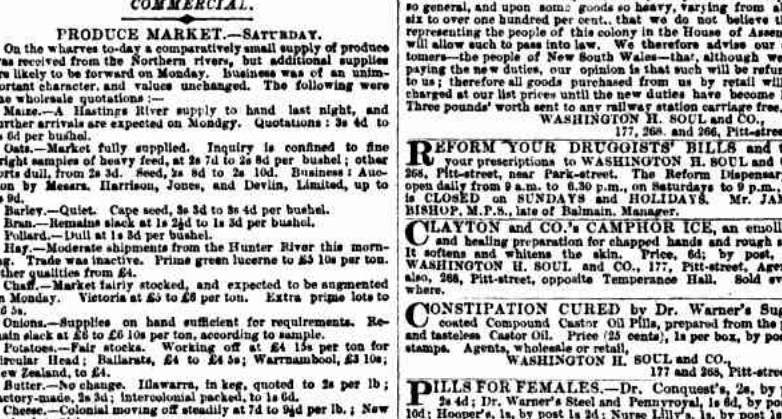 COMMERCIAL.
PRODUCE MARKET.—SATURDAY.
On the wharves to-day a comparatively small supply of produce
as received from the Northern rivers, but additional supplies
re likely to be forward on Monday. Business was of an unim-
ortant character, and values unchanged. The following were
he wholesale quotations :—
Maize.—A Hastings River supply to hand last night, and
urther arrivals are expected on Mondgy. Quotations : 3s 4d to
s 6d per bushel.
Oats.—Market fully supplied. Inquiry is confined to fine
right samples of heavy feed, at 2s 7d to 2s 8d per bushel ; other
orts dull, from 2s 3d. Seed, 2s 8d to 2s 10d. Business : Auc-
on by Messrs. Harrison, Jones, and Devlin, Limited, up to
s 9d.
Barley.—Quiet. Cape seed, 3s 3d to 3s 4d per bushel.
Bran.—Remains slack at 1s 2½d to 1s 3d per bushel.
Pollard.—Dull at 1s 3d per bushel.
Hay.—Moderate shipments from the Hunter River this morn-
g. Trade was inactive. Prime green lucerne to £5 10s per ton.
ther qualities from £4.
Chaff.—Market fairly stocked, and expected to be augmented
n Monday. Victoria at £5 to £6 per ton. Extra prime lots to
6 5s.
Onions.—Supplies on hand sufficient for requirements. Re-
ain slack at £6 to £6 10s per ton, according to sample.
Potatoes.—Fair stocks. Working off at £4 15s per ton for
ircular Head ; Ballarats, £4 to £4 5s ; Warrnambool, £3 10s ;
ew Zealand, to £4.
Butter.—No change. Illawarra, in keg, quoted to 2s per lb ;
actory-made, 2s 3d ; intercolonial packed, to 1s 6d.
Cheese.—Colonial moving off steadily at 7d to 9½d per lb. ; New
so general, and upon some goods so heavy, varying from
six to over one hundred per cent., that we do not believe
representing the people of this colony in the House of Assem
will allow such to pass into law. We therefore advise our
tomers—the people of New South Wales—that, although we
paying the new duties, our opinion is that such will be refu
to us ; therefore all goods purchased from us by retail will
charged at our list prices until the new duties have become l
Three pounds' worth sent to any railway station carriage free.
WASHINGTON H. SOUL and CO.,
177, 268. and 266, Pitt-stree
REFORM YOUR DRUGGISTS' BILLS and
your prescriptions to WASHINGTON H. SOUL and
268, Pitt-street, near Park-street. The Reform Dispensary
open daily from 9 a.m. to 6.30 p.m., on Saturdays to 9 p.m.
is CLOSED on SUNDAYS and HOLIDAYS. Mr. JAM
BISHOP, M.P.S., late of Balmain, Manager.
CLAYTON and CO.'s CAMPHOR ICE, an emolli
and healing preparation for chapped hands and rough
It softens and whitens the skin. Price, 6d; by post,
WASHINGTON H. SOUL and CO., 177, Pitt-street, Agen
also, 268, Pitt-street, opposite Temperance Hall. Sold
where.
CONSTIPATION CURED by Dr. Warner's Sug
coated Compound Castor Oil Pills, prepared from the
and tasteless Castor Oil. Price (25 cents), 1s per box, by po
stamps. Agents, wholesale or retail,
WASHINGTON H. SOUL and CO.,
177 and 268, Pitt-stree
PILLS FOR FEMALES.—Dr. Conquest's, 2s, by
2s 4d ; Dr. Warner's Steel and Pennyroyal, 1s 6d, by post,
10d ; Hooper's, 1s, by post 1s 2d ; Nurse